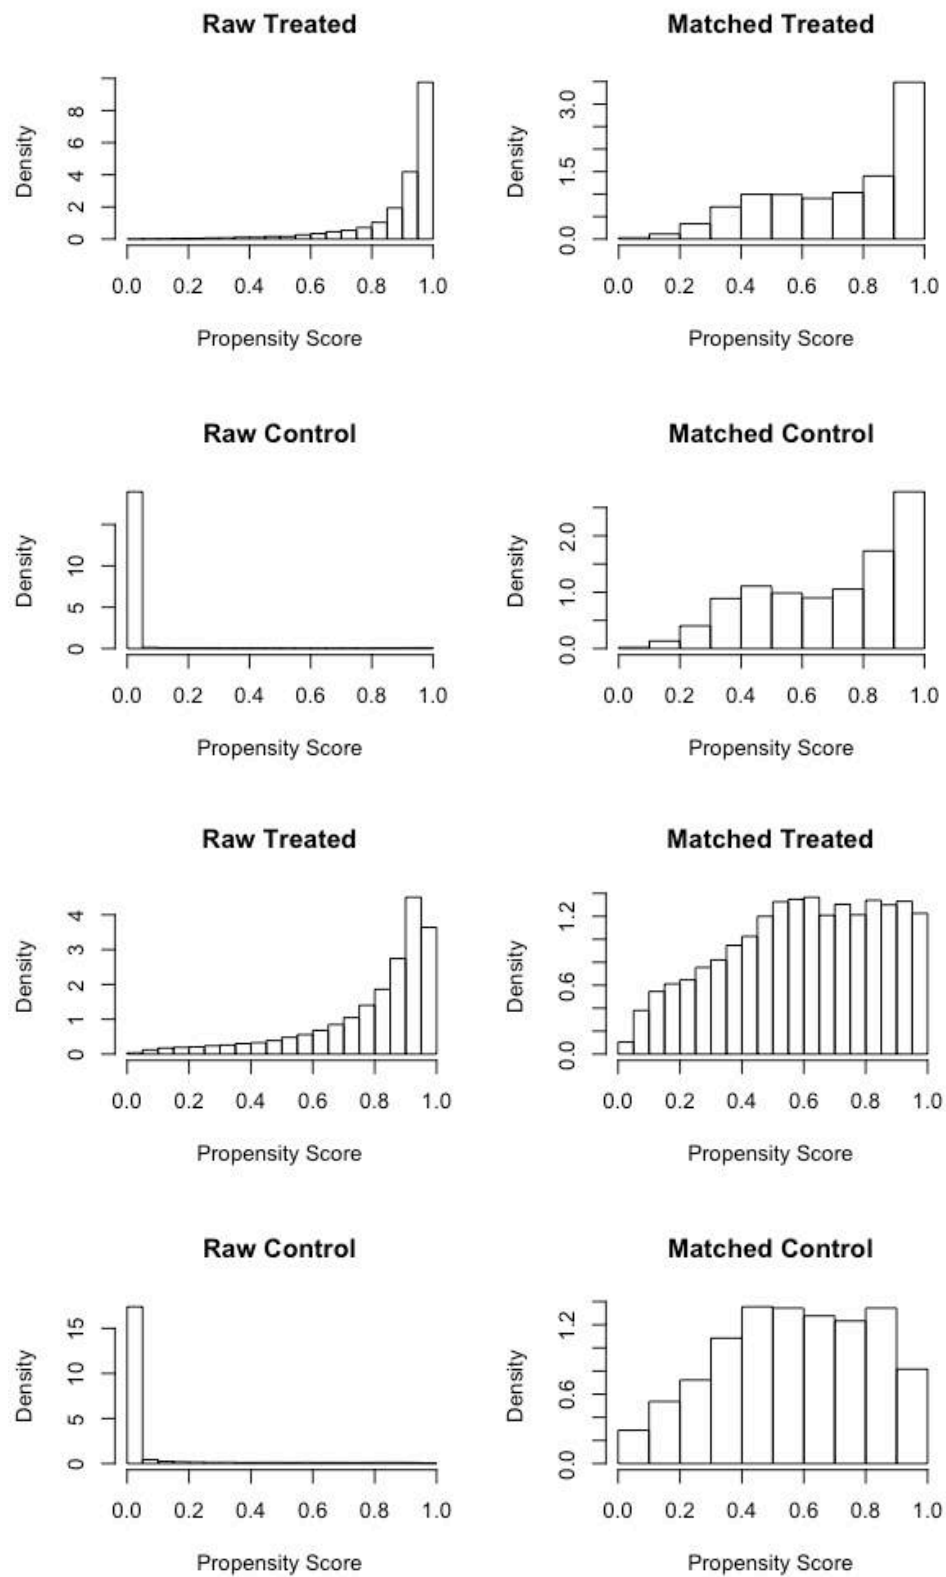 Raw Treated
Density
0 2 4 6 8
0.0 0.2 0.4 0.6 0.8 1.0
Propensity Score
Matched Treated
Density
0.0 1.5 3.0
0.0 0.2 0.4 0.6 0.8 1.0
Propensity Score
Raw Control
Density
0 5 10
0.0 0.2 0.4 0.6 0.8 1.0
Propensity Score
Matched Control
Density
0.0 1.0 2.0
0.0 0.2 0.4 0.6 0.8 1.0
Propensity Score
Raw Treated
Density
0 1 2 3 4
0.0 0.2 0.4 0.6 0.8 1.0
Propensity Score
Matched Treated
Density
0.0 0.6 1.2
0.0 0.2 0.4 0.6 0.8 1.0
Propensity Score
Raw Control
Density
0 5 10 15
0.0 0.2 0.4 0.6 0.8 1.0
Propensity Score
Matched Control
Density
0.0 0.6 1.2
0.0 0.2 0.4 0.6 0.8 1.0
Propensity Score